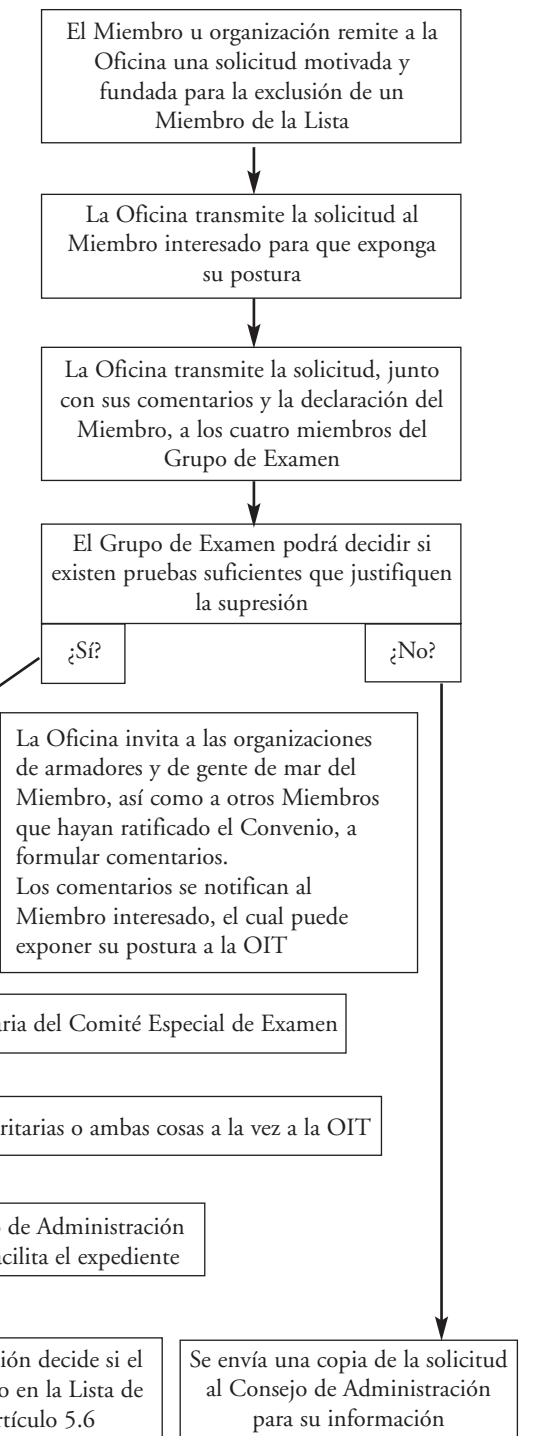 El Miembro u organización remite a la
Oficina una solicitud motivada y
fundada para la exclusión de un
Miembro de la Lista
La Oficina transmite la solicitud al
Miembro interesado para que exponga
su postura
La Oficina transmite la solicitud, junto
con sus comentarios y la declaración del
Miembro, a los cuatro miembros del
Grupo de Examen
El Grupo de Examen podrá decidir si
existen pruebas suficientes que justifiquen
la supresión
¿Sí?
¿No?
La Oficina invita a las organizaciones
de armadores y de gente de mar del
Miembro, así como a otros Miembros
que hayan ratificado el Convenio, a
formular comentarios.
Los comentarios se notifican al
Miembro interesado, el cual puede
exponer su postura a la OIT
del Comité Especial de Examen
o ambas cosas a la vez a la OIT
de Administración
el expediente
decide si el
en la Lista de
5.6
Se envía una copia de la solicitud
al Consejo de Administración
para su información